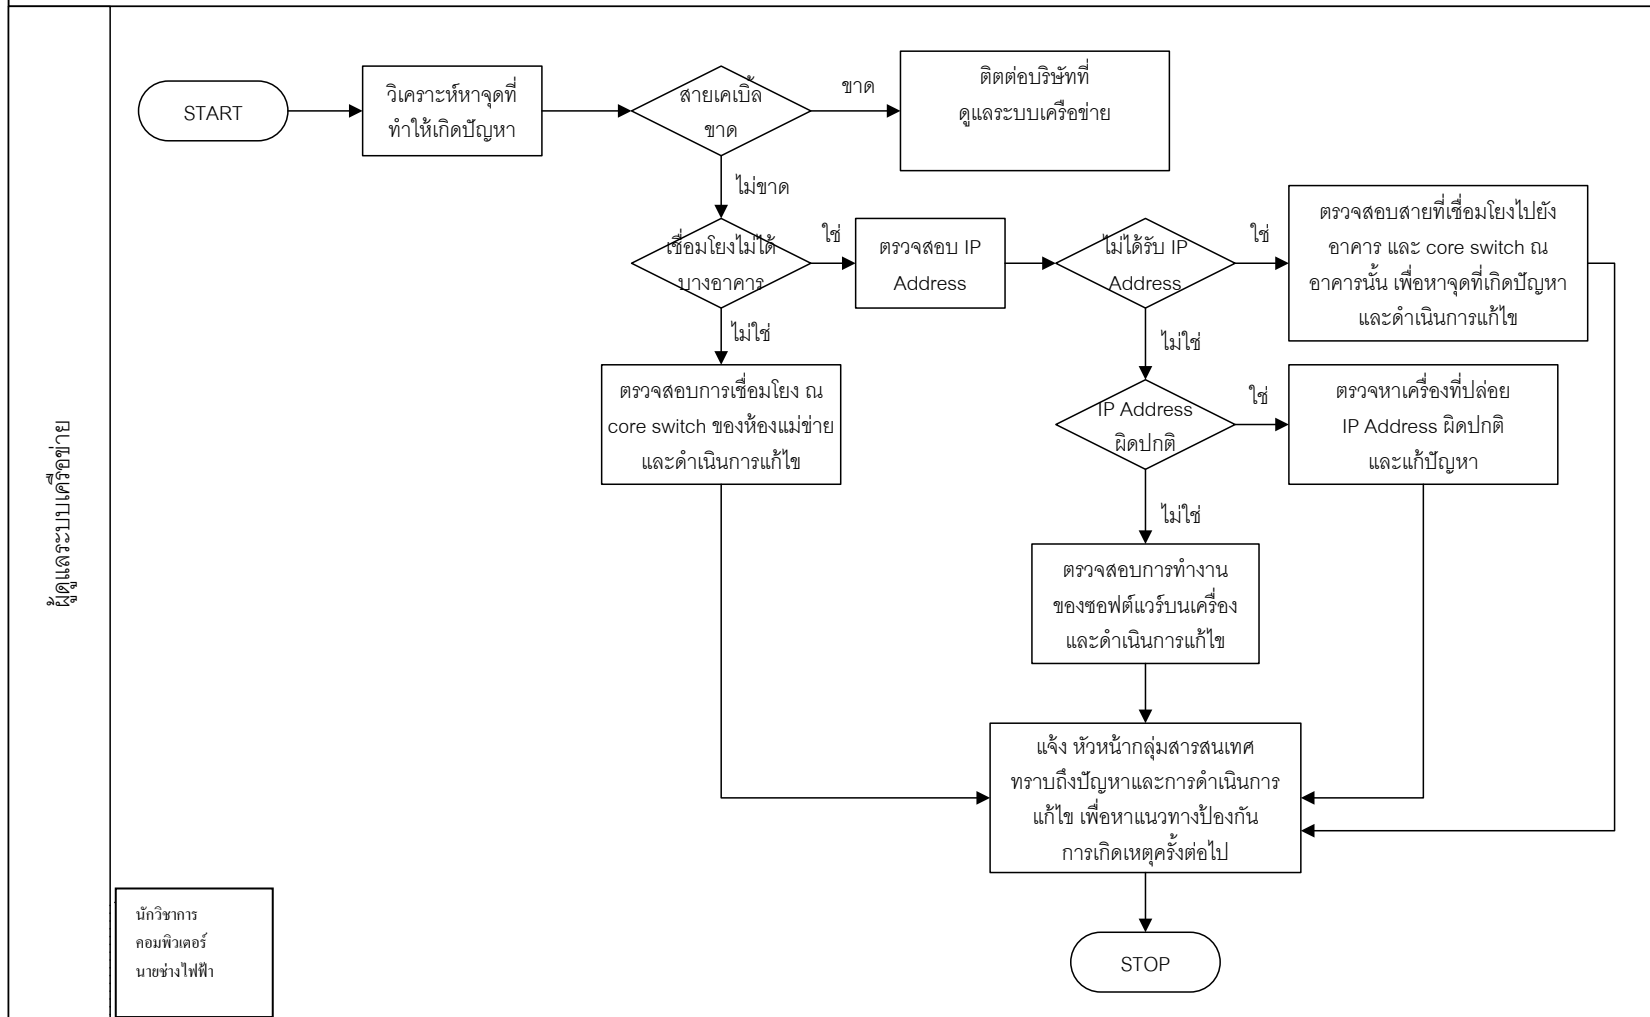 ผู้ดูแลระบบเครือข่าย
START
วิเคราะห์หาจุดที่
ทำให้เกิดปัญหา
สายเคเบิ้ล
ขาด
ขาด
ติตต่อบริษัทที่
ดูแลระบบเครือข่าย
ไม่ขาด
เชื่อมโยงไม่ได้
บางอาคาร
ใช่
ตรวจสอบ IP
Address
ไม่ได้รับ IP
Address
ใช่
ตรวจสอบสายที่เชื่อมโยงไปยัง
อาคาร และ core switch ณ
อาคารนั้น เพื่อหาจุดที่เกิดปัญหา
และดำเนินการแก้ไข
ไม่ใช่
ตรวจสอบการเชื่อมโยง ณ
core switch ของห้องแม่ข่าย
และดำเนินการแก้ไข
ไม่ใช่
IP Address
ผิดปกติ
ใช่
ตรวจหาเครื่องที่ปล่อย
IP Address ผิดปกติ
และแก้ปัญหา
ไม่ใช่
ตรวจสอบการทำงาน
ของซอฟต์แวร์บนเครื่อง
และดำเนินการแก้ไข
แจ้ง หัวหน้ากลุ่มสารสนเทศ
ทราบถึงปัญหาและการดำเนินการ
แก้ไข เพื่อหาแนวทางป้องกัน
การเกิดเหตุครั้งต่อไป
STOP
นักวิชาการ
คอมพิวเตอร์
นายช่างไฟฟ้า